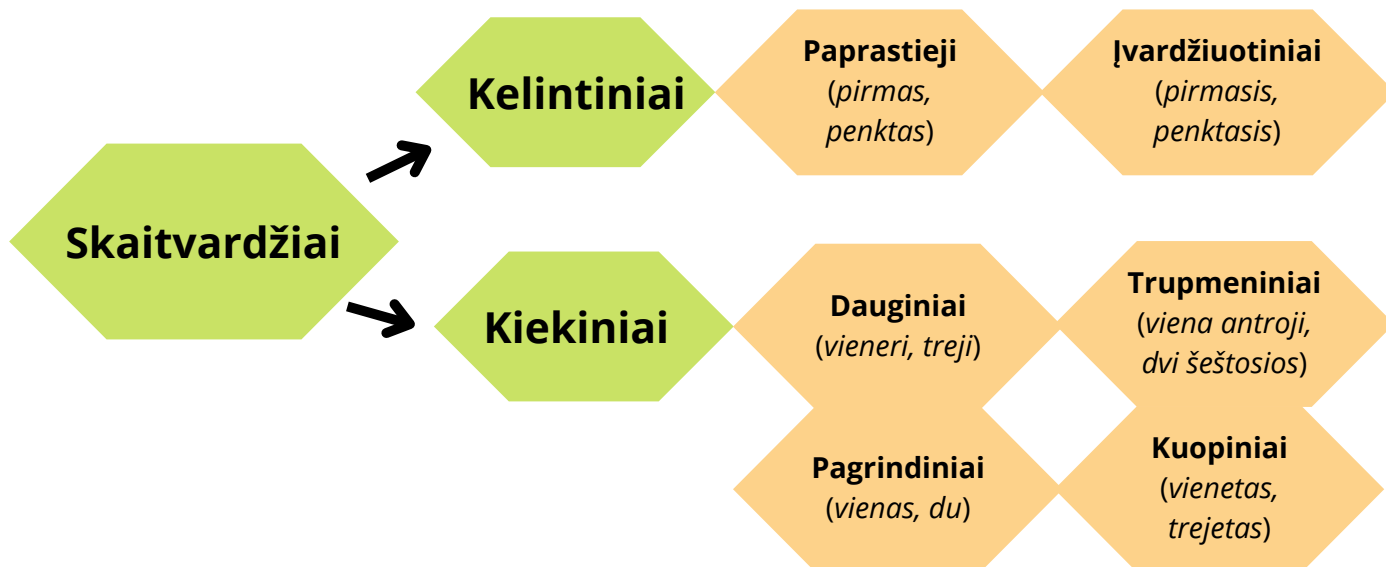 Skaitvardžiai
Kelintiniai
Paprastieji
(pirmas,
penktas)
Įvardžiuotiniai
(pirmasis,
penktasis)
Kiekiniai
Dauginiai
(vieneri, treji)
Trupmeniniai
(viena antroji,
dvi šeštosios)
Pagrindiniai
(vienas, du)
Kuopiniai
(vienetas,
trejetas)